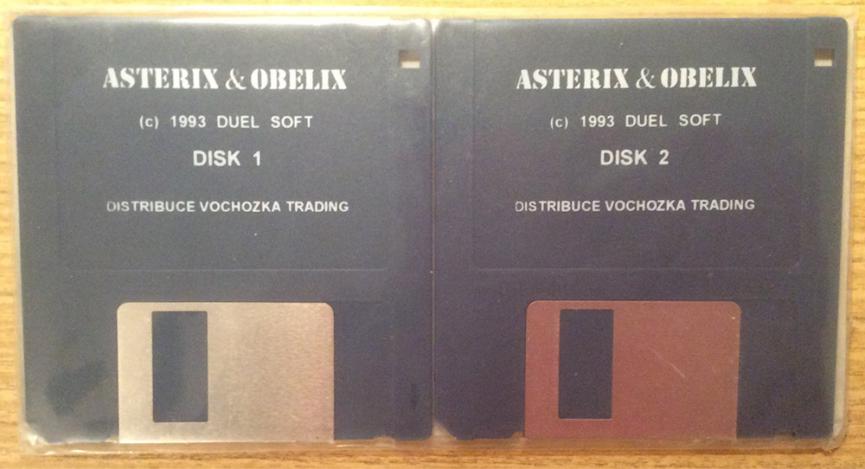 ASTERIX & OBELIX
(c) 1993 DUEL SOFT
DISK 1
DISTRIBUCE VOCHOZKA TRADING
ASTERIX & OBELIX
(c) 1993 DUEL SOFT
DISK 2
DISTRIBUCE VOCHOZKA TRADING